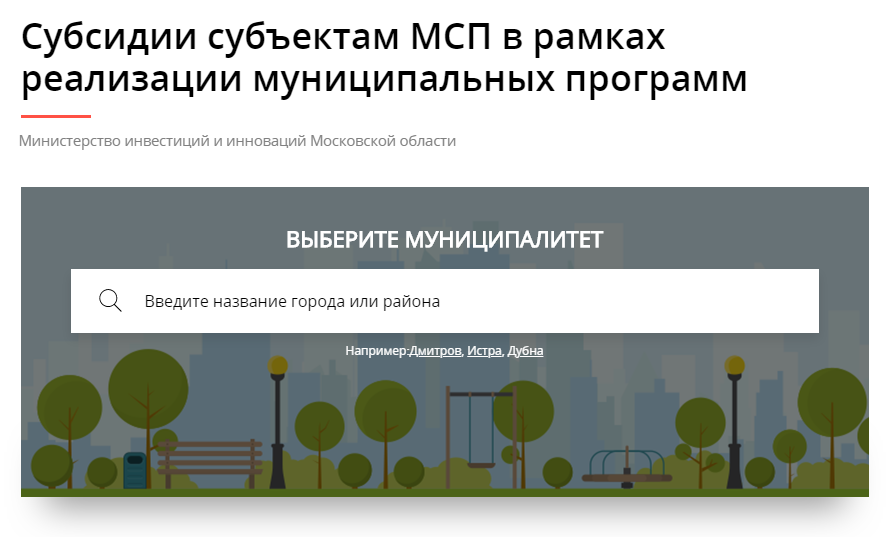 Субсидии субъектам МСП в рамках
реализации муниципальных программ
Министерство инвестиций и инноваций Московской области
ВЫБЕРИТЕ МУНИЦИПАЛИТЕТ
Введите название города или района
Например:Дмитров, Истра, Дубна